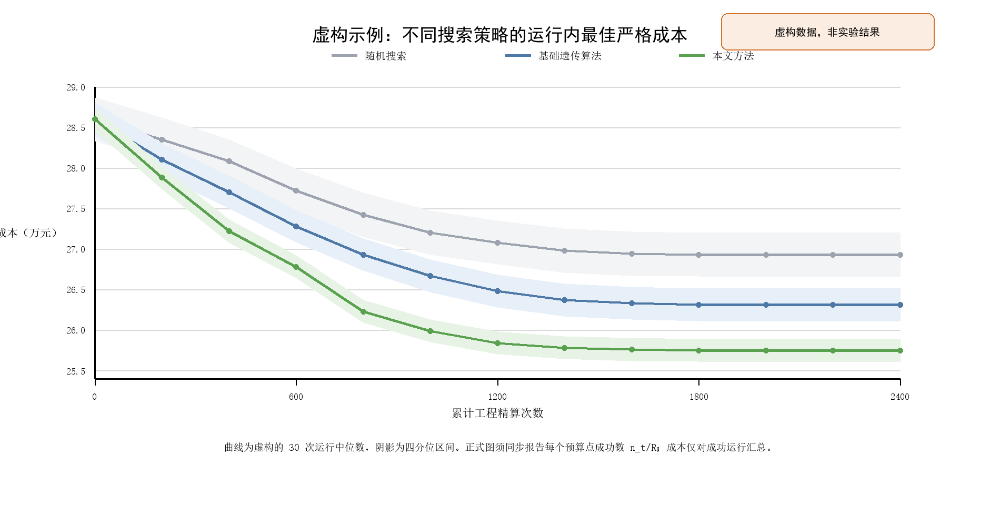 虚构示例：不同搜索策略的运行内最佳严格成本
虚构数据，非实验结果
随机搜索
基础遗传算法
本文方法
29.0
28.5
28.0
27.5
成本（万元）
27.0
26.5
26.0
25.5
0
600
1200
1800
2400
累计工程精算次数
曲线为虚构的 30 次运行中位数，阴影为四分位区间。正式图须同步报告每个预算点成功数 n_t/R；成本仅对成功运行汇总。